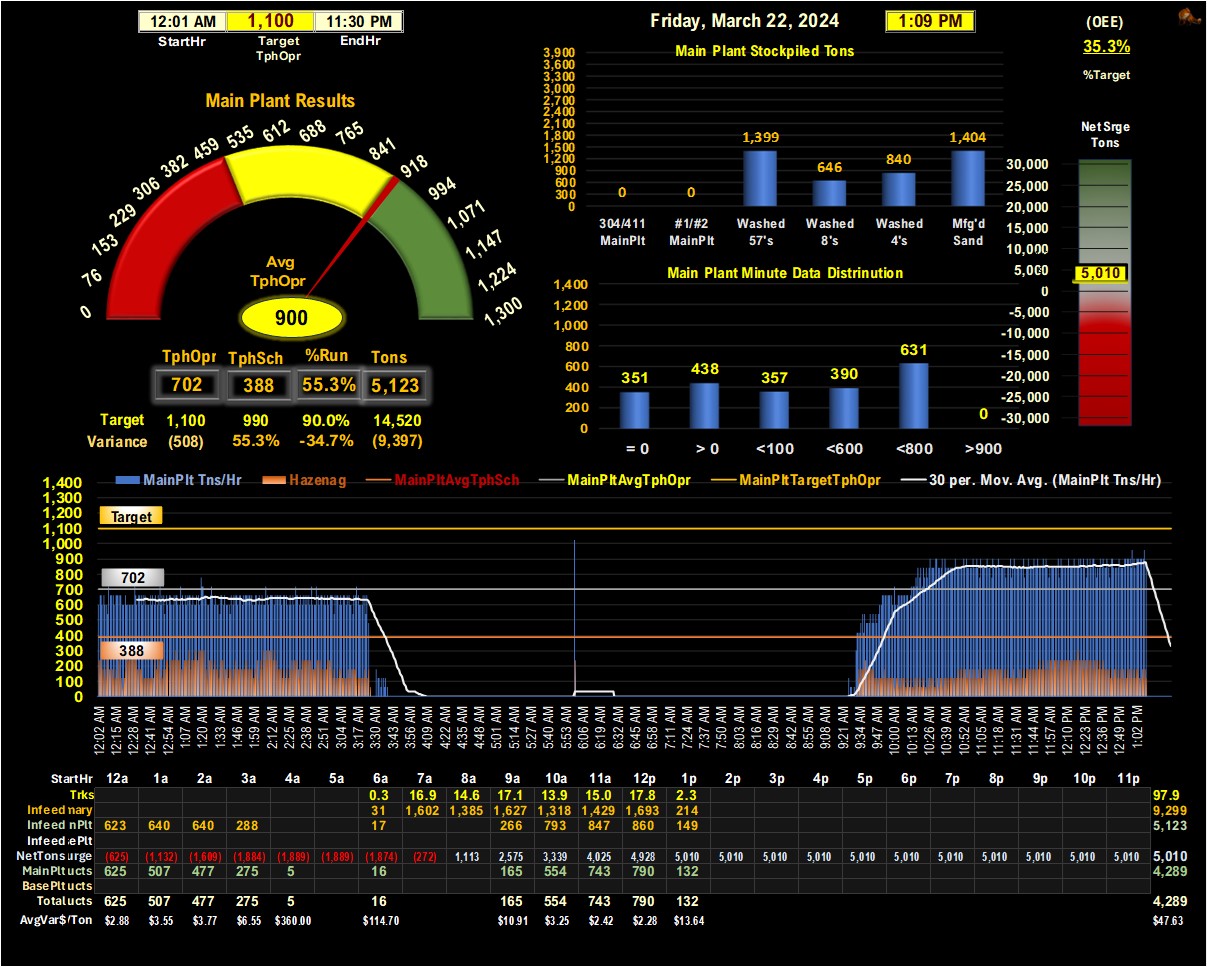 12:01 AM 1,100 11:30 PM
StartHr Target TphOpr EndHr
Friday, March 22, 2024 1:09 PM
(OEE)
35.3%
%Target
Main Plant Results
0 76 153 229 306 382 459 535 612 688 765 841 918 994 1,071 1,147 1,224 1,300
Avg
TphOpr
900
TphOpr TphSch %Run Tons
702 388 55.3% 5,123
Target 1,100 990 90.0% 14,520
Variance (508) 55.3% -34.7% (9,397)
Main Plant Stockpiled Tons
3,900
3,600
3,300
3,000
2,700
2,400
2,100
1,800
1,500
1,200
900
600
300
0
0 0 1,399 646 840 1,404
304/411 #1/#2 Washed Washed Washed Mfg'd
MainPlt MainPlt 57's 8's 4's Sand
Main Plant Minute Data Distrinution
1,400
1,200
1,000
800
600
400
200
0
351 438 357 390 631 0
= 0 > 0 <100 <600 <800 >900
Net Srge
Tons
30,000
25,000
20,000
15,000
10,000
5,000
0
-5,000
-10,000
-15,000
-20,000
-25,000
-30,000
5,010
MainPlt Tns/Hr Hazenag MainPltAvgTphSch MainPltAvgTphOpr MainPltTargetTphOpr 30 per. Mov. Avg. (MainPlt Tns/Hr)
1,400
1,300
1,200
1,100
1,000
900
800
700
600
500
400
300
200
100
0
Target
702
388
12:02 AM 12:15 AM 12:28 AM 12:41 AM 12:54 AM 1:07 AM 1:20 AM 1:33 AM 1:46 AM 1:59 AM 2:12 AM 2:25 AM 2:38 AM 2:51 AM 3:04 AM 3:17 AM 3:30 AM 3:43 AM 3:56 AM 4:09 AM 4:22 AM 4:35 AM 4:48 AM 5:01 AM 5:14 AM 5:27 AM 5:40 AM 5:53 AM 6:06 AM 6:19 AM 6:32 AM 6:45 AM 6:58 AM 7:11 AM 7:24 AM 7:37 AM 7:50 AM 8:03 AM 8:16 AM 8:29 AM 8:42 AM 8:55 AM 9:08 AM 9:21 AM 9:34 AM 9:47 AM 10:00 AM 10:13 AM 10:26 AM 10:39 AM 10:52 AM 11:05 AM 11:18 AM 11:31 AM 11:44 AM 11:57 AM 12:10 PM 12:23 PM 12:36 PM 12:49 PM 1:02 PM
StartHr 12a 1a 2a 3a 4a 5a 6a 7a 8a 9a 10a 11a 12p 1p 2p 3p 4p 5p 6p 7p 8p 9p 10p 11p
Trks 0.3 16.9 14.6 17.1 13.9 15.0 17.8 2.3 97.9
Infeed nary 31 1,602 1,385 1,627 1,318 1,429 1,693 214 9,299
Infeed nPlt 623 640 640 288 17 266 793 847 860 149 5,123
Infeed ePlt
NetTons urge (625) (1,132) (1,609) (1,884) (1,889) (1,889) (1,874) (272) 1,113 2,575 3,339 4,025 4,928 5,010 5,010 5,010 5,010 5,010 5,010 5,010 5,010 5,010 5,010 5,010 5,010
MainPlt ucts 625 507 477 275 5 16 165 554 743 790 132 4,289
BasePlt ucts
Total ucts 625 507 477 275 5 16 165 554 743 790 132 4,289
AvgVar$/Ton $2.88 $3.55 $3.77 $6.55 $360.00 $114.70 $10.91 $3.25 $2.42 $2.28 $13.64 $47.63